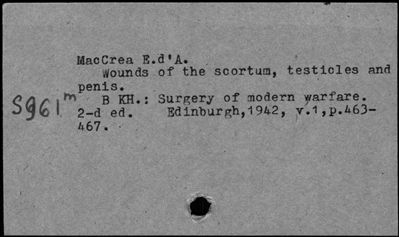 MacCrea E.d'A.
Wounds of the scortum, testicles and
penis.
S961m
B KH.: Surgery of modern warfare.
2-d ed. Edinburgh,1942, v.1,p.463-
467.